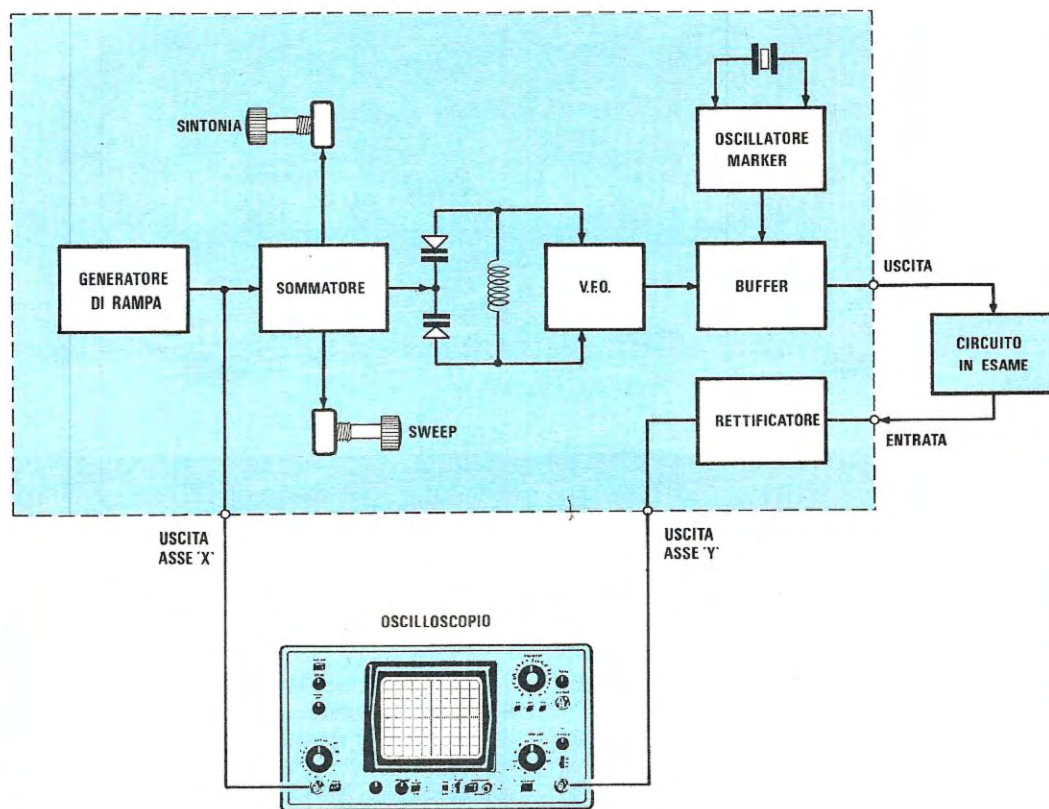 SINTONIA
OSCILLATORE
MARKER
GENERATORE
DI RAMPA
SOMMATORE
V.F.O.
BUFFER
USCITA
CIRCUITO
IN ESAME
SWEEP
RETTIFICATORE
ENTRATA
USCITA
ASSE "X"
USCITA
ASSE "Y"
OSCILLOSCOPIO